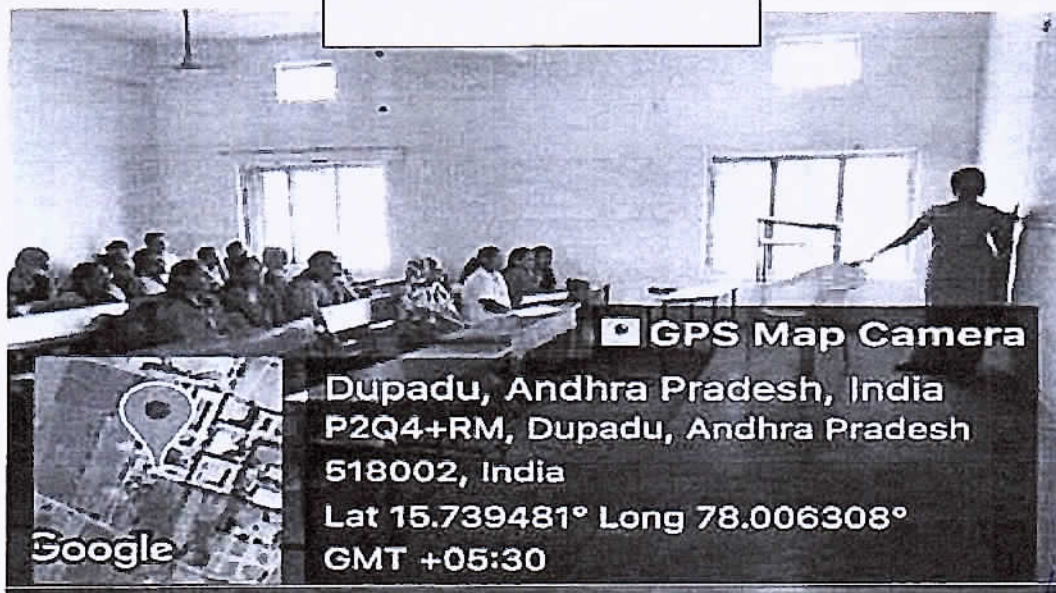 GPS Map Camera
Dupadu, Andhra Pradesh, India
P2Q4+RM, Dupadu, Andhra Pradesh
518002, India
Lat 15.739481° Long 78.006308°
GMT +05:30
Google